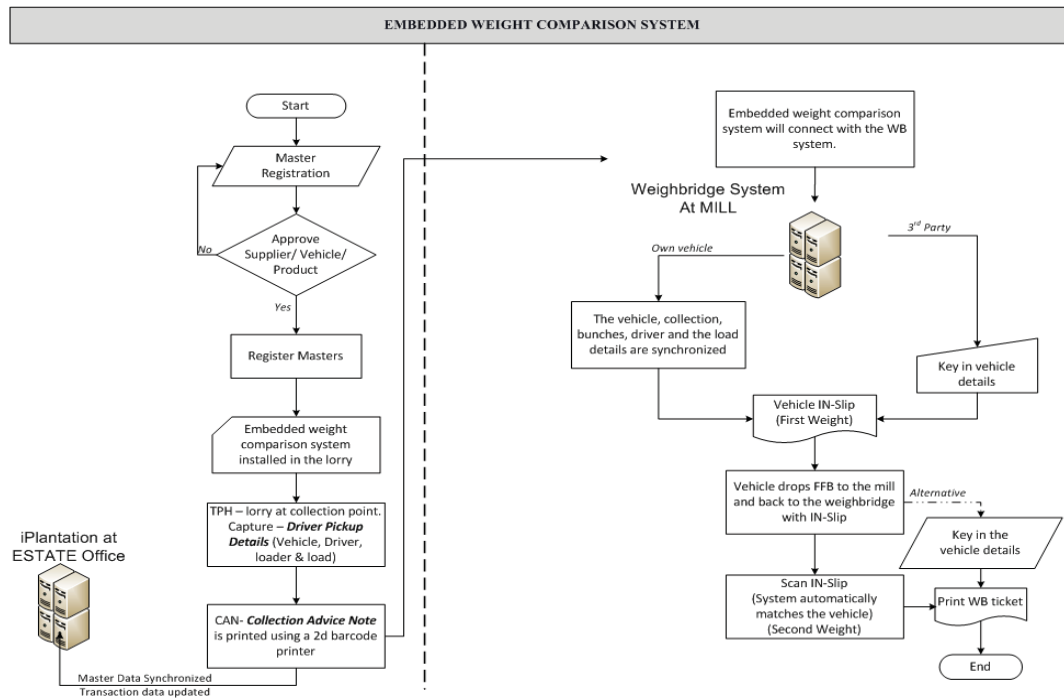 EMBEDDED WEIGHT COMPARISON SYSTEM
Start
Master
Registration
No
Approve
Supplier/ Vehicle/
Product
Yes
Register Masters
Embedded weight
comparison system
installed in the lorry
TPH – lorry at collection point.
Capture – Driver Pickup
Details (Vehicle, Driver,
loader & load)
iPlantation at
ESTATE Office
CAN- Collection Advice Note
is printed using a 2d barcode
printer
Master Data Synchronized
Transaction data updated
Embedded weight comparison
system will connect with the WB
system.
Weighbridge System
At MILL
Own vehicle
3rd Party
The vehicle, collection,
bunches, driver and the load
details are synchronized
Key in vehicle
details
Vehicle IN-Slip
(First Weight)
Vehicle drops FFB to the mill
and back to the weighbridge
with IN-Slip
Alternative
Key in the
vehicle details
Scan IN-Slip
(System automatically
matches the vehicle)
(Second Weight)
Print WB ticket
End